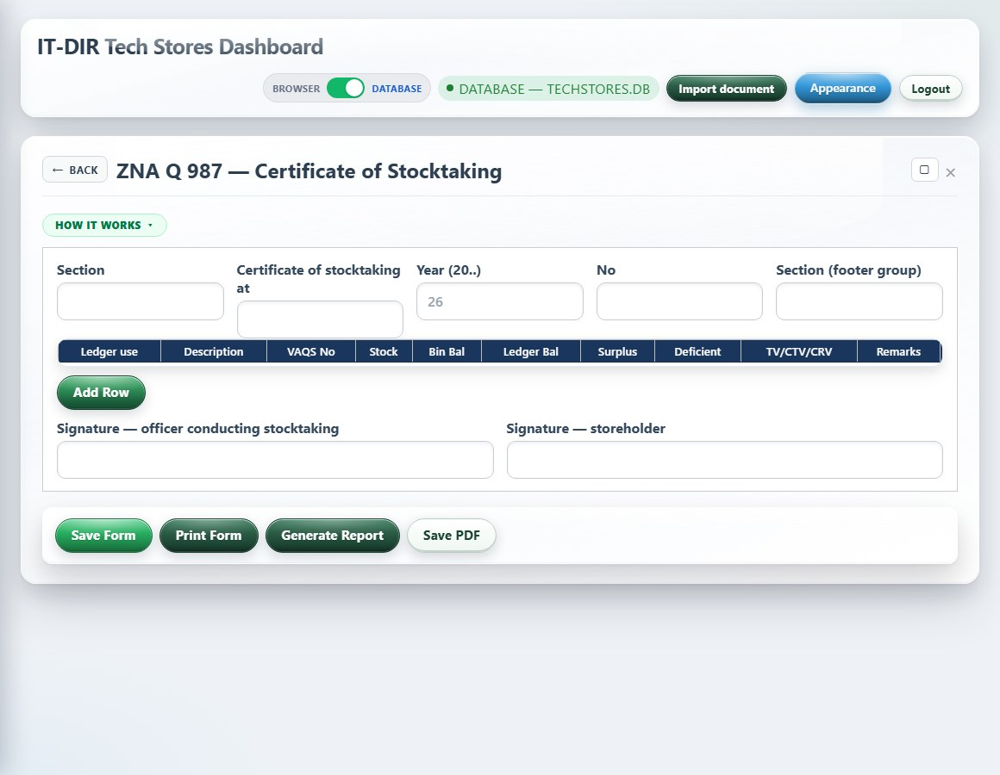 IT-DIR Tech Stores Dashboard
BROWSER DATABASE DATABASE — TECHSTORES.DB Import document Appearance Logout
← BACK ZNA Q 987 — Certificate of Stocktaking ×
HOW IT WORKS
Section Certificate of stocktaking at Year (20..) No Section (footer group)
26
Ledger use Description VAQS No Stock Bin Bal Ledger Bal Surplus Deficient TV/CTV/CRV Remarks
Add Row
Signature — officer conducting stocktaking Signature — storeholder
Save Form Print Form Generate Report Save PDF